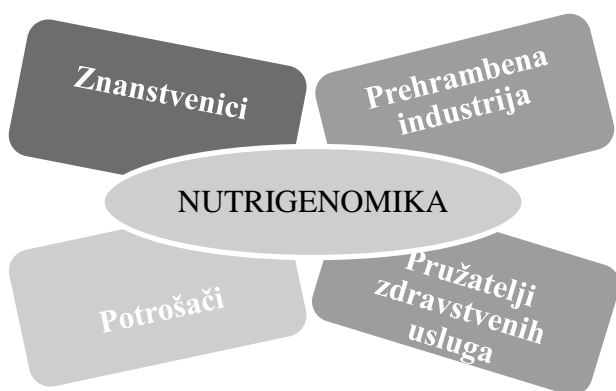 Znanstvenici
Prehrambena
industrija
NUTRIGENOMIKA
Potrošači
Pružatelji
zdravstvenih
usluga